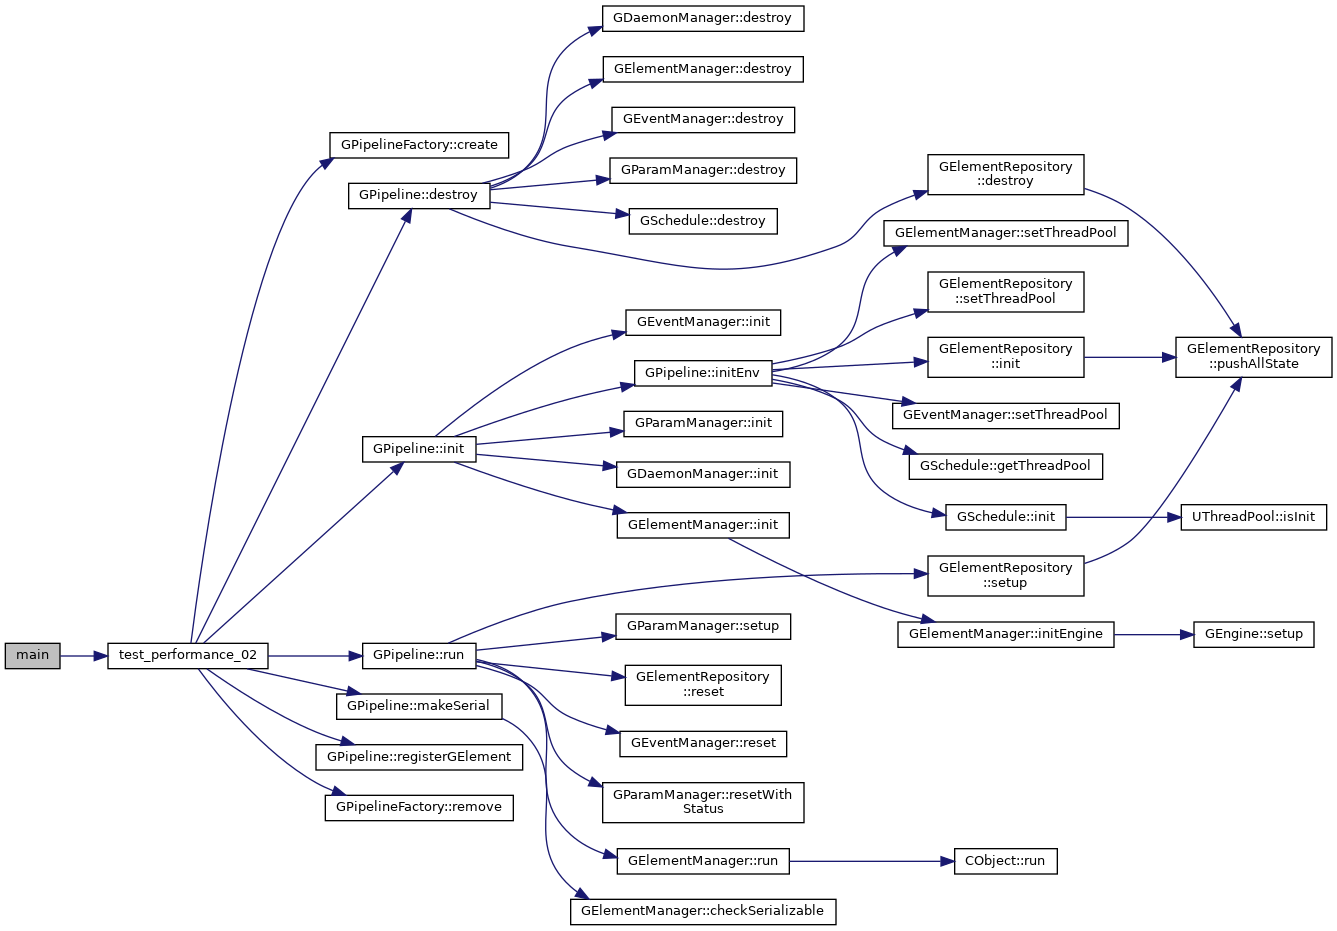 main
test_performance_02
GPipelineFactory::create
GPipeline::destroy
GPipeline::init
GPipeline::run
GPipeline::makeSerial
GPipeline::registerGElement
GPipelineFactory::remove
GDaemonManager::destroy
GElementManager::destroy
GEventManager::destroy
GParamManager::destroy
GSchedule::destroy
GEventManager::init
GPipeline::initEnv
GParamManager::init
GDaemonManager::init
GElementManager::init
GParamManager::setup
GElementRepository
::reset
GEventManager::reset
GParamManager::resetWith
Status
GElementManager::run
GElementManager::checkSerializable
GElementRepository
::destroy
GElementManager::setThreadPool
GElementRepository
::setThreadPool
GElementRepository
::init
GEventManager::setThreadPool
GSchedule::getThreadPool
GSchedule::init
GElementRepository
::setup
GElementManager::initEngine
CObject::run
GElementRepository
::pushAllState
UThreadPool::isInit
GEngine::setup